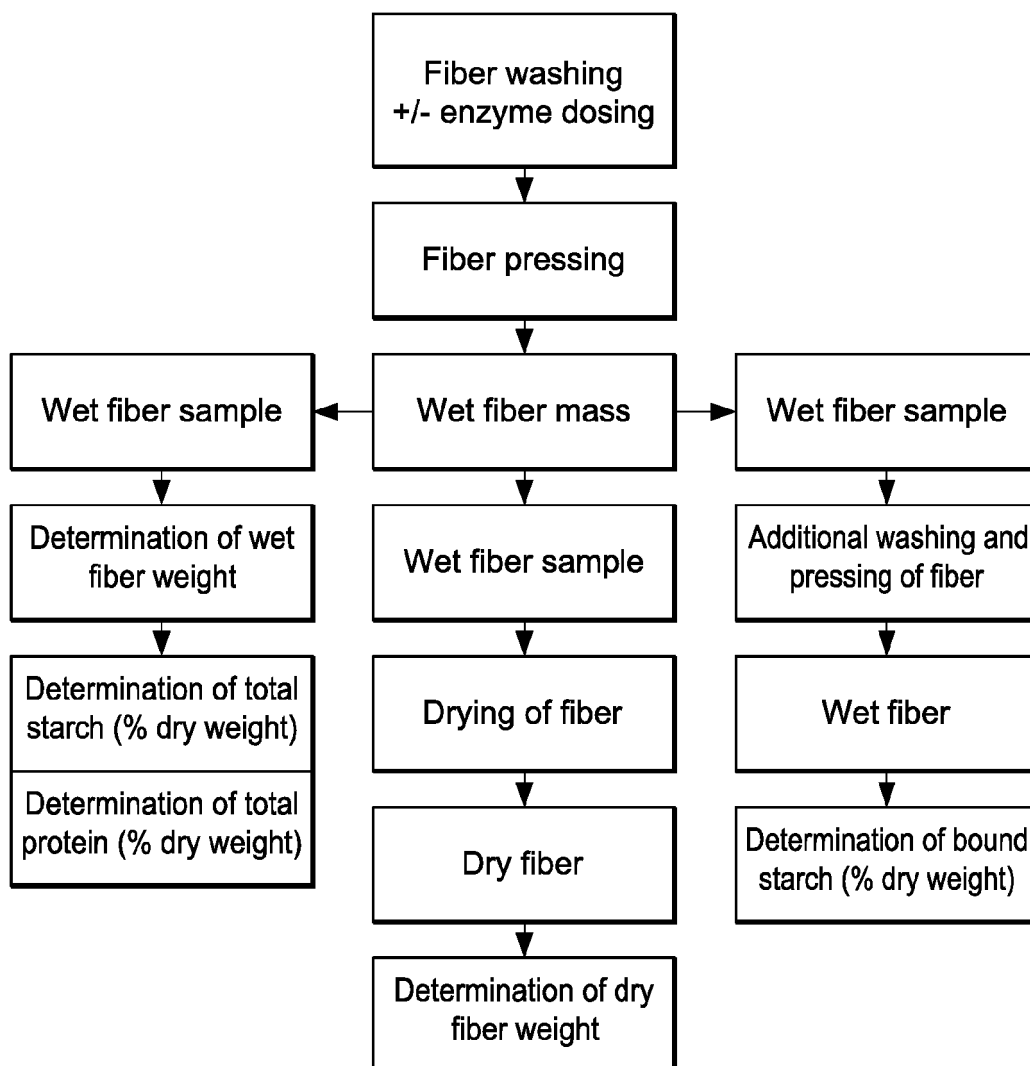 Fiber washing
+/- enzyme dosing
Fiber pressing
Wet fiber sample
Wet fiber mass
Wet fiber sample
Determination of wet
fiber weight
Wet fiber sample
Additional washing and
pressing of fiber
Determination of total
starch (% dry weight)
Drying of fiber
Wet fiber
Determination of total
protein (% dry weight)
Dry fiber
Determination of bound
starch (% dry weight)
Determination of dry
fiber weight